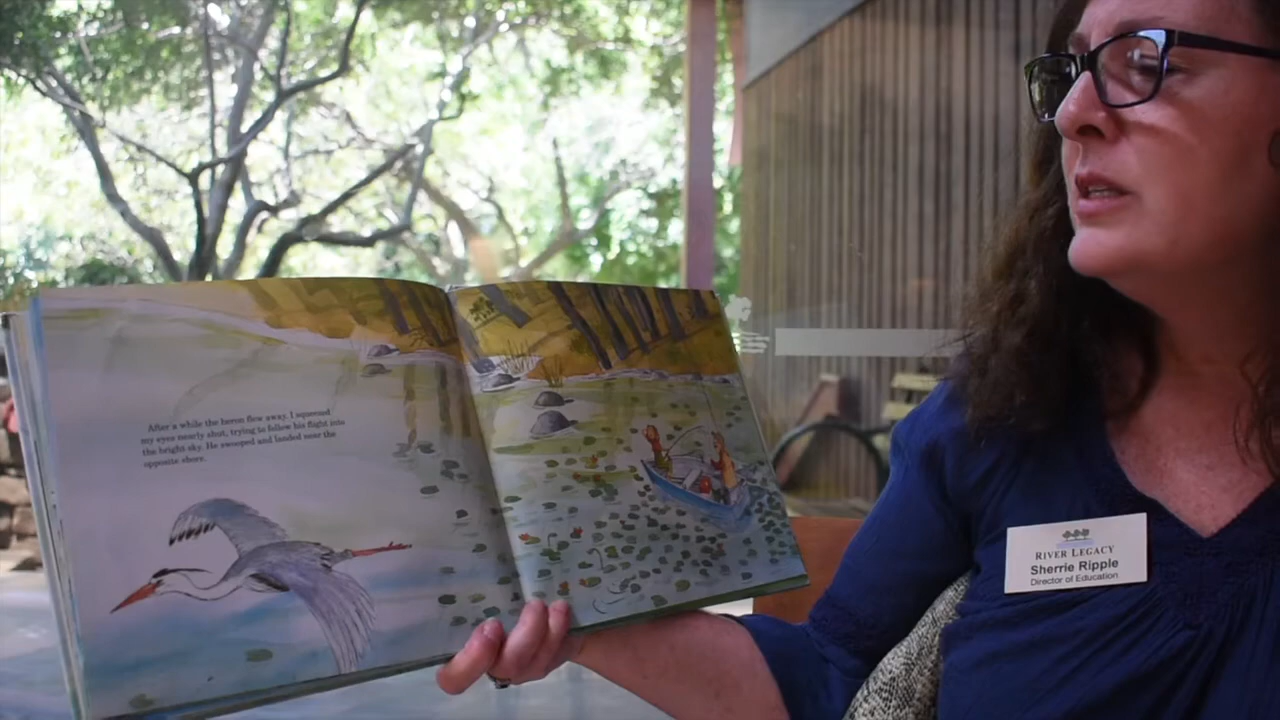 After a while the heron flew away. I squeezed
my eyes nearly shut, trying to follow his flight into
the bright sky. He swooped and landed near the
opposite shore.
RIVER LEGACY
Sherrie Ripple
Director of Education